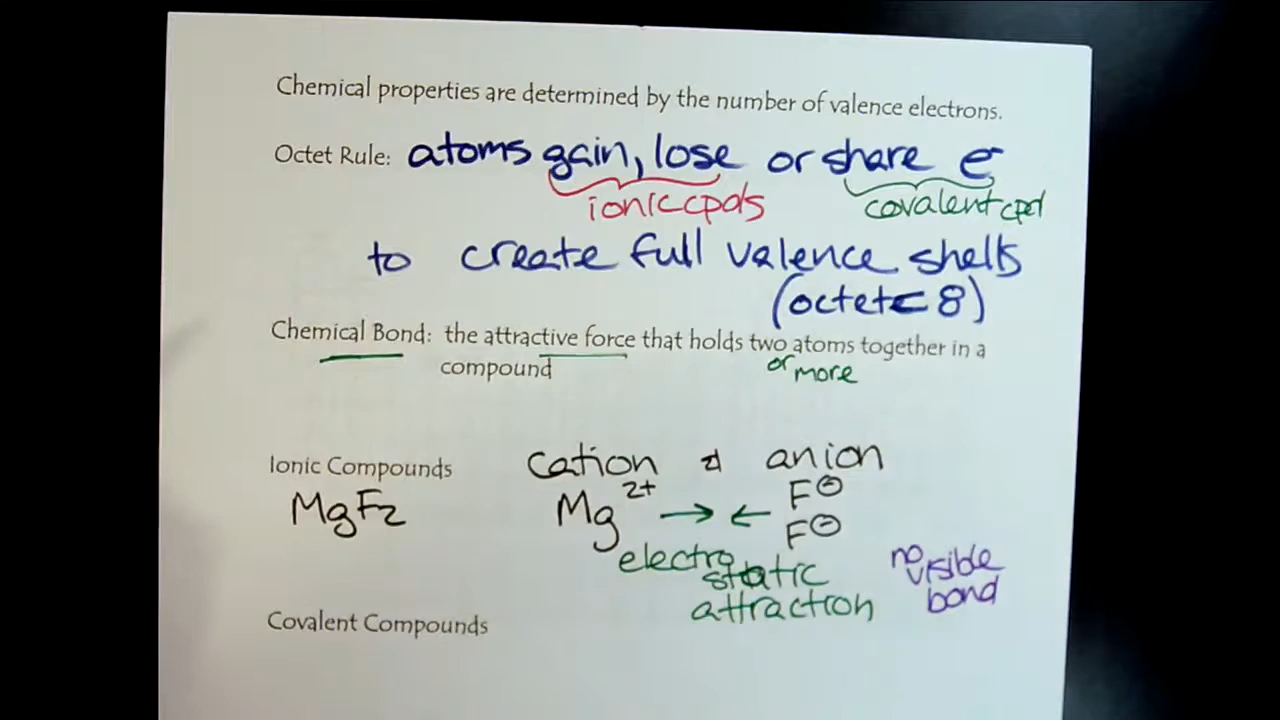 Chemical properties are determined by the number of valence electrons.
Octet Rule: atoms gain, lose or share e⁻
ionic cpds covalent cpd
to create full valence shells
(octet = 8)
Chemical Bond: the attractive force that holds two atoms together in a
or more
compound
Ionic Compounds cation & anion
MgF₂ Mg²⁺ → ← F⊖
F⊖
electro
static
attraction
no
visible
bond
Covalent Compounds